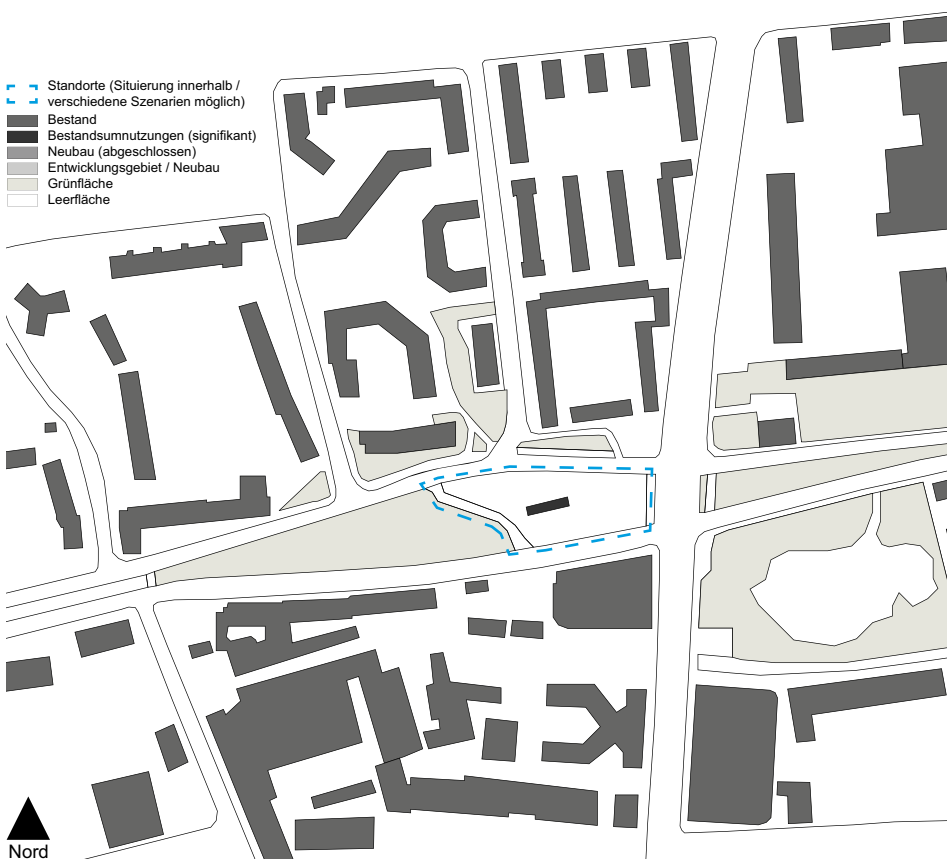 Standorte (Situierung innerhalb /
verschiedene Szenarien möglich)
Bestand
Bestandsumnutzungen (signifikant)
Neubau (abgeschlossen)
Entwicklungsgebiet / Neubau
Grünfläche
Leerfläche
Nord